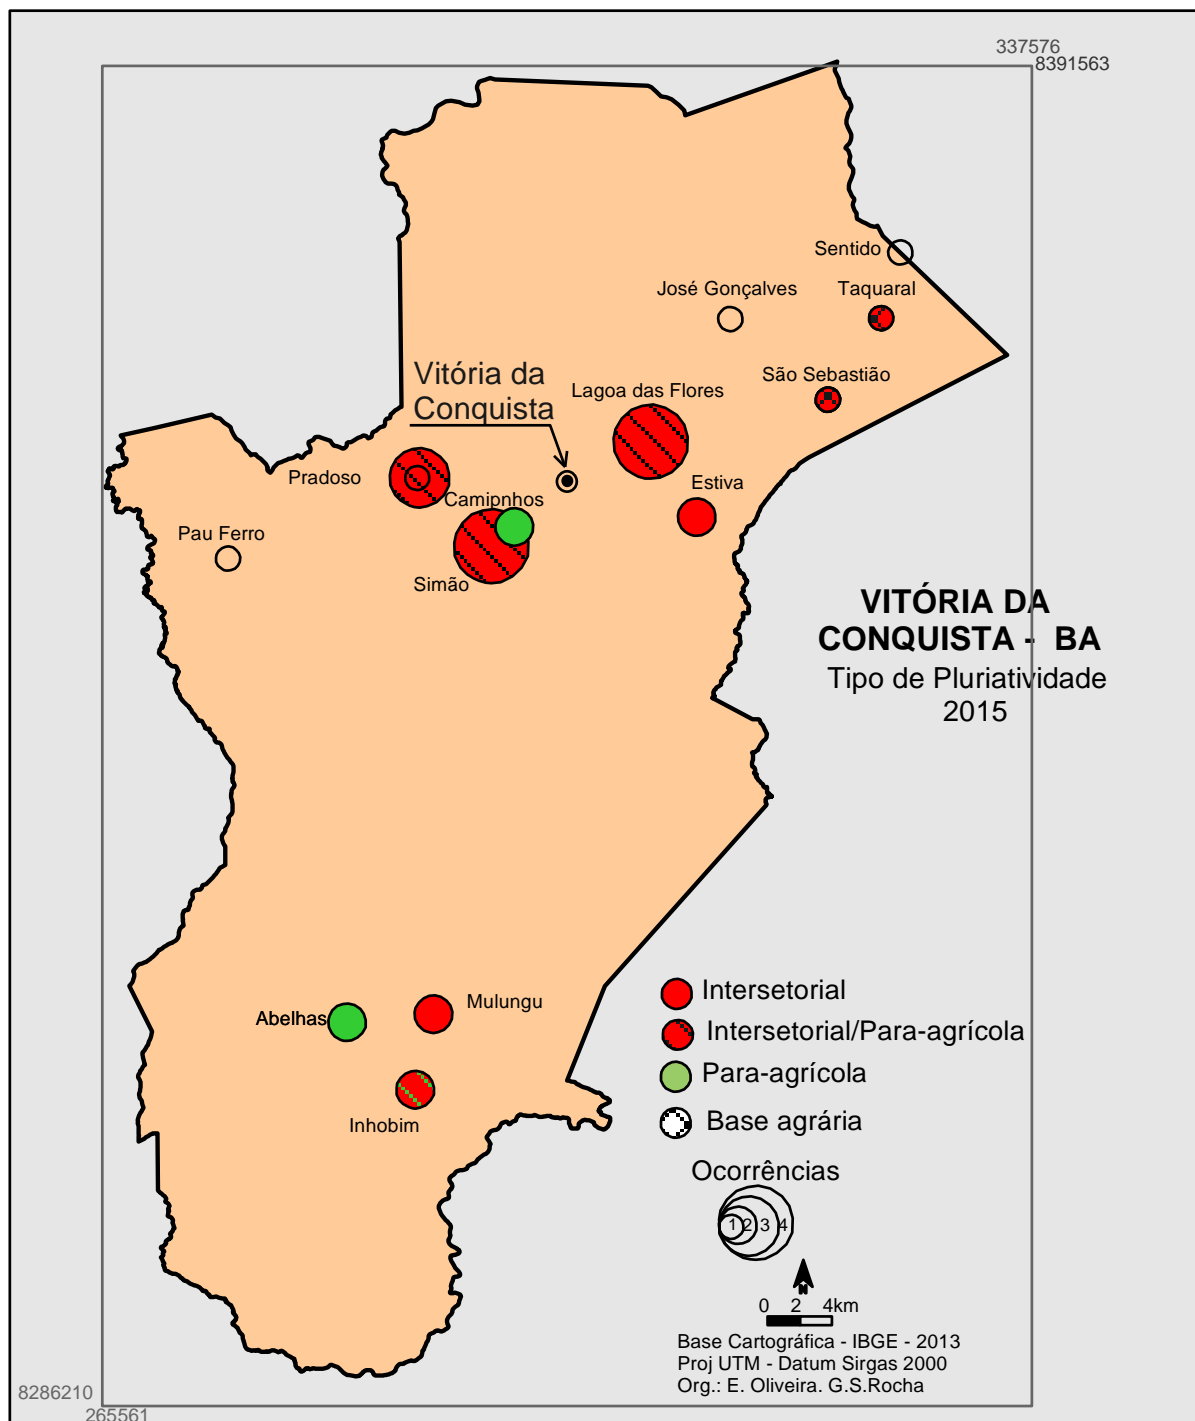 337576
8391563
Sentido
José Gonçalves
Taquaral
Vitória da
Conquista
São Sebastião
Lagoa das Flores
Pradoso
Estiva
Camipnhos
Pau Ferro
Simão
VITÓRIA DA
CONQUISTA - BA
Tipo de Pluriatividade
2015
Intersetorial
Mulungu
Abelhas
Intersetorial/Para-agrícola
Para-agrícola
Inhobim
Base agrária
Ocorrências
1 2 3 4
N
0 2 4km
Base Cartográfica - IBGE - 2013
Proj UTM - Datum Sirgas 2000
Org.: E. Oliveira. G.S.Rocha
8286210
265561